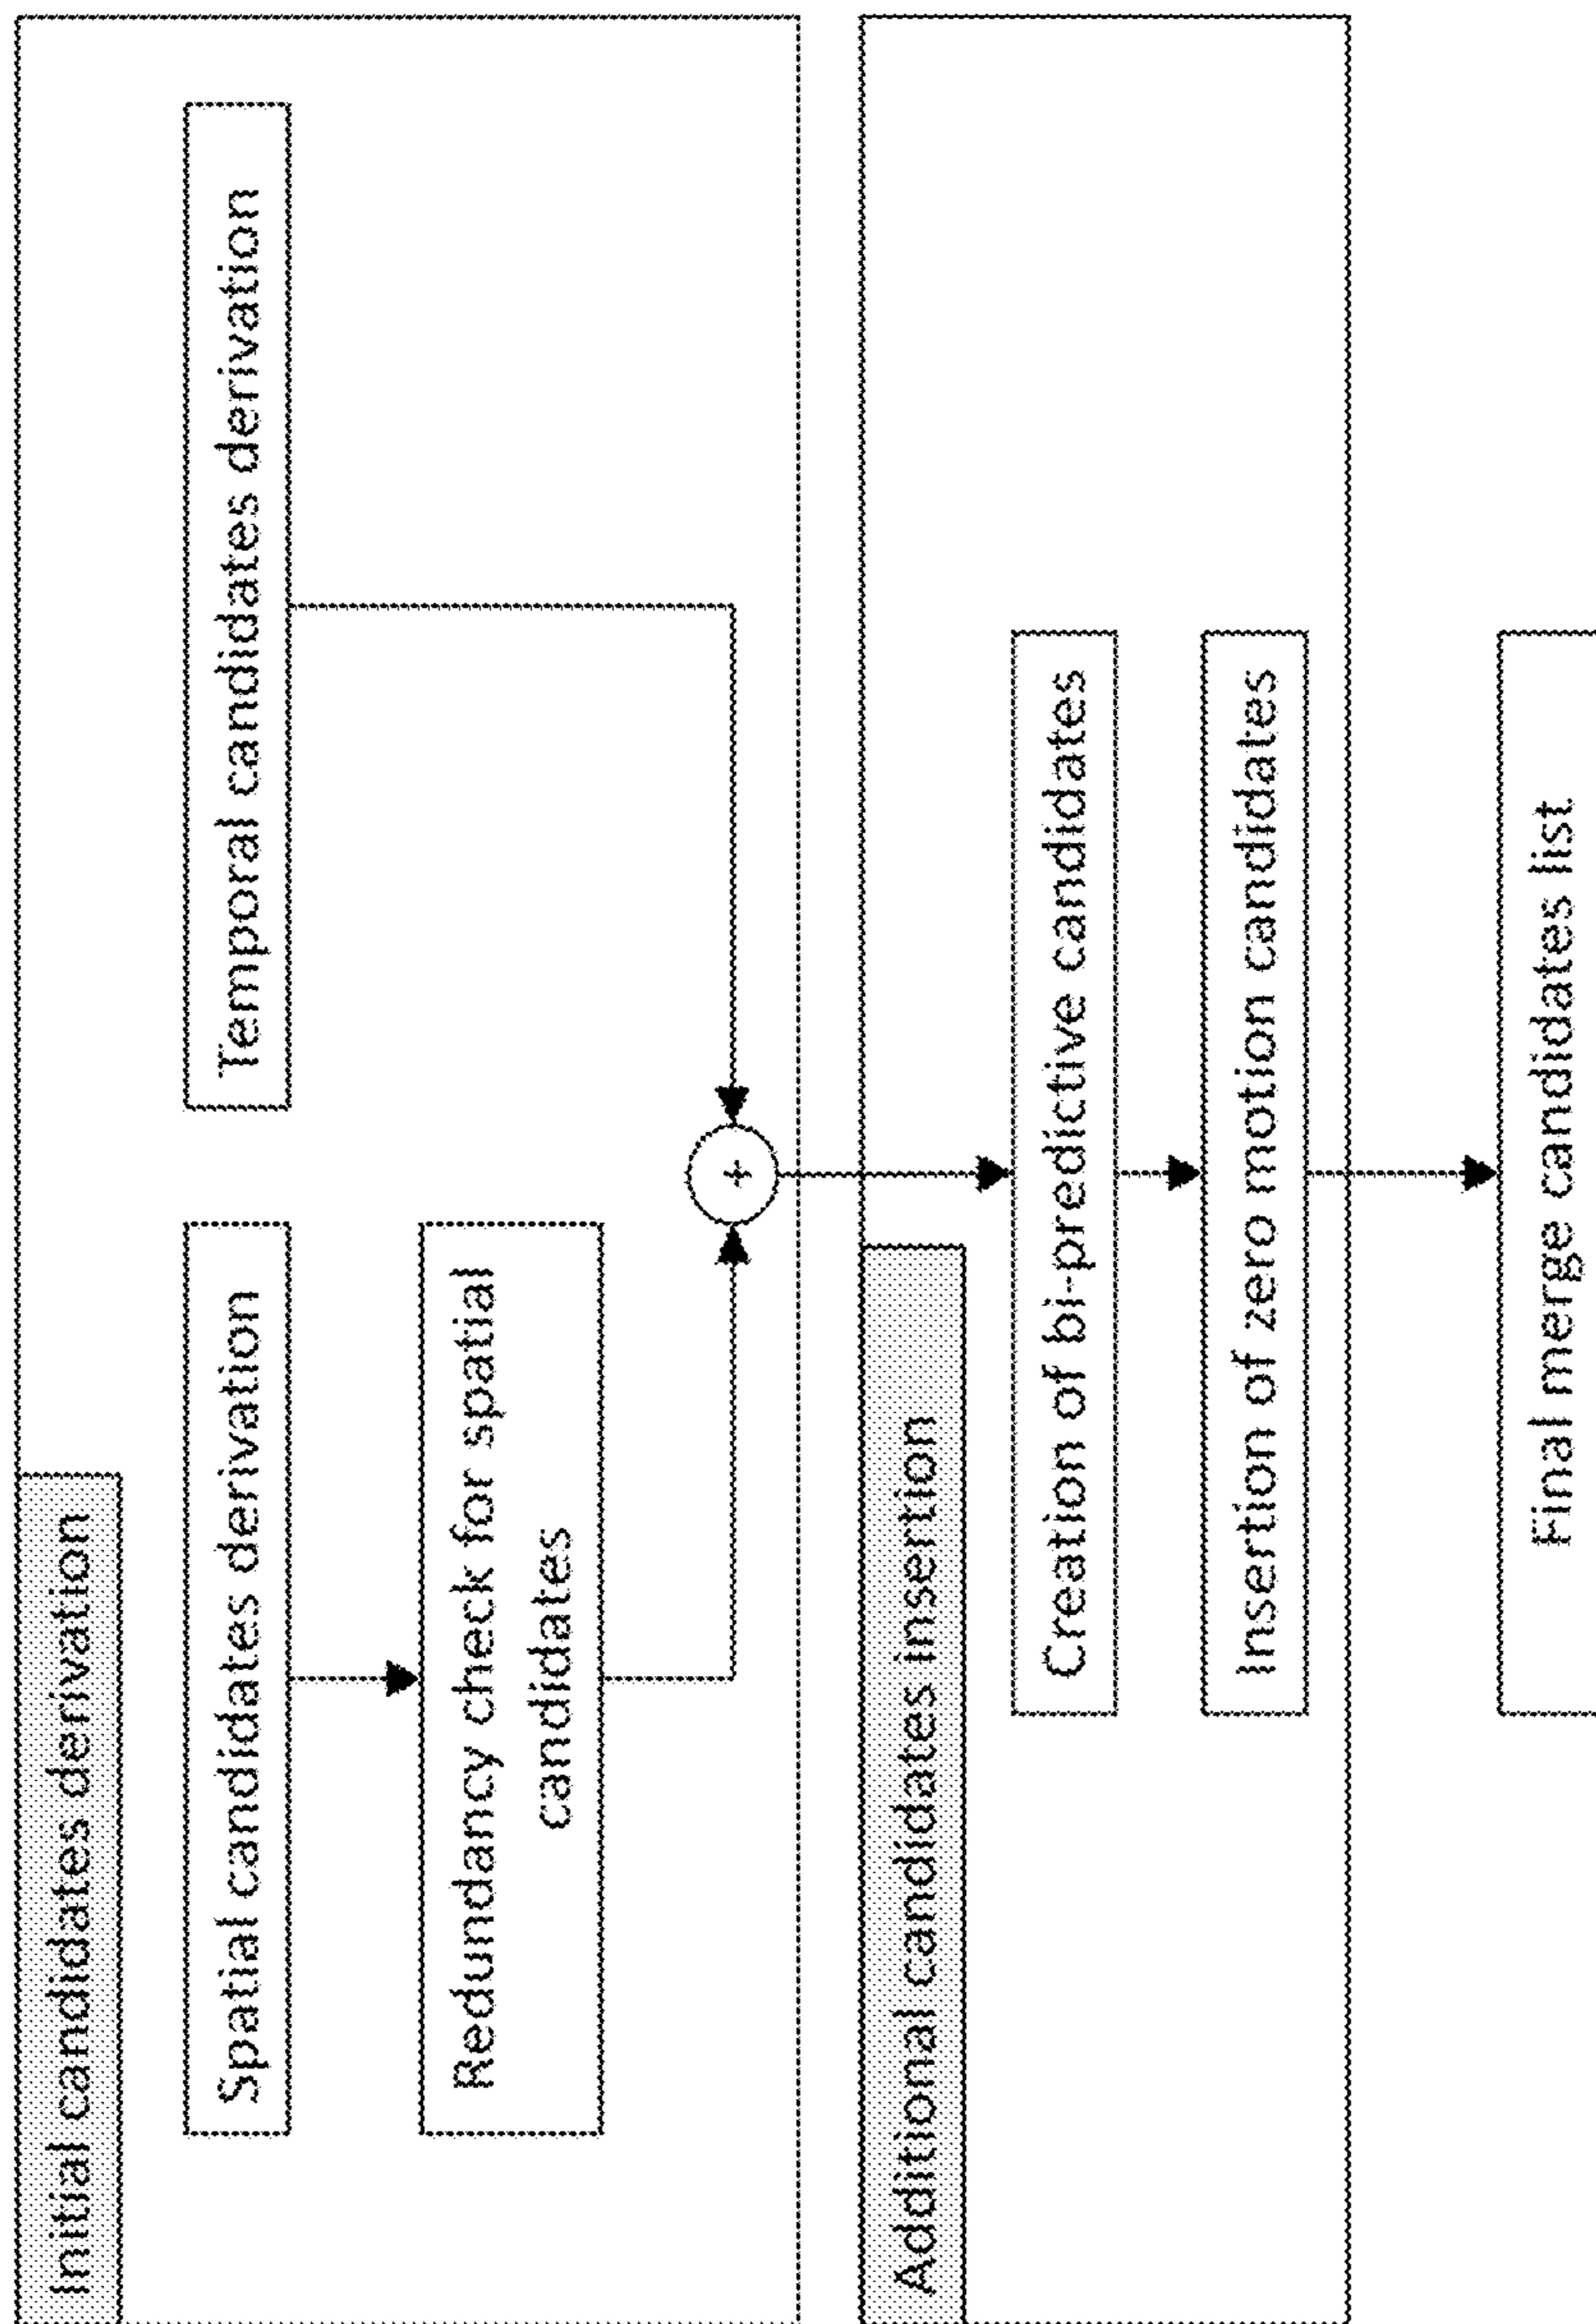 Initial candidates derivation
Spatial candidates derivation
Temporal candidates derivation
Redundancy check for spatial
candidates
+
Additional candidates insertion
Creation of bi-predictive candidates
Insertion of zero motion candidates
Final merge candidates list